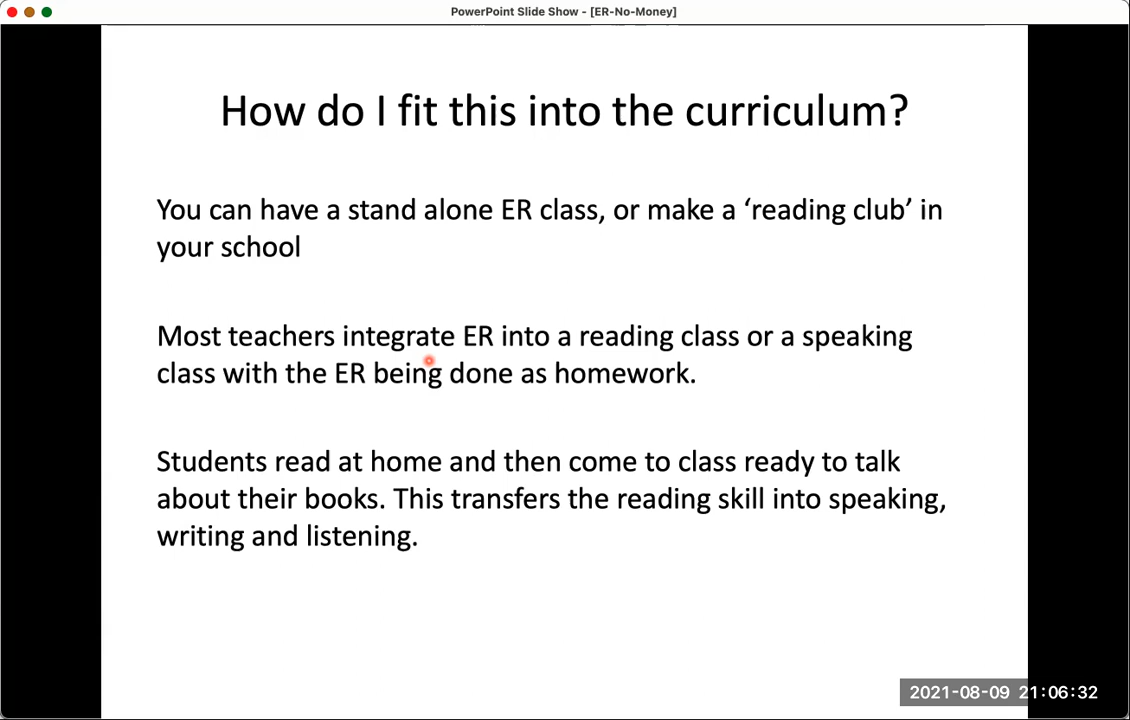 PowerPoint Slide Show - [ER-No-Money]
How do I fit this into the curriculum?
You can have a stand alone ER class, or make a ‘reading club’ in
your school
Most teachers integrate ER into a reading class or a speaking
class with the ER being done as homework.
Students read at home and then come to class ready to talk
about their books. This transfers the reading skill into speaking,
writing and listening.
2021-08-09 21:06:32